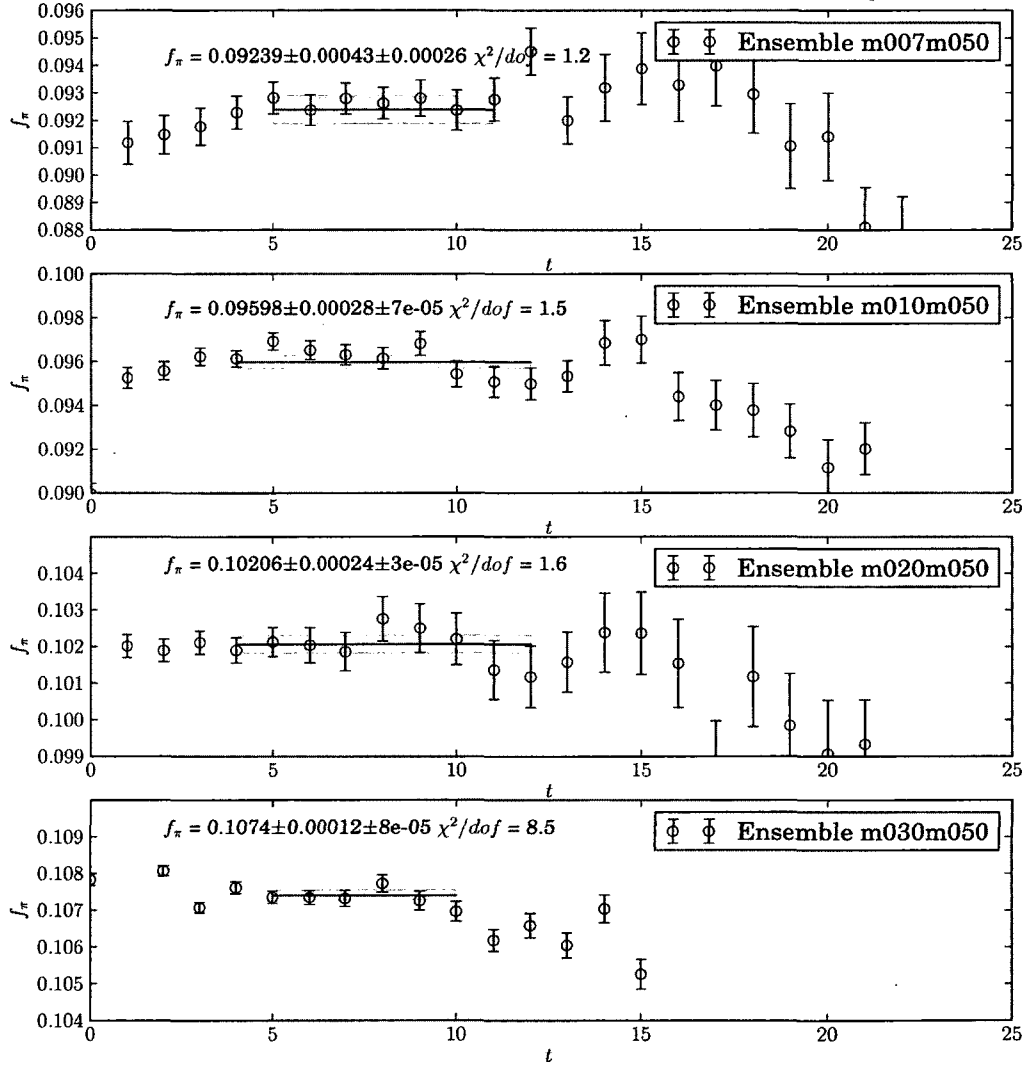 0.096
0.095
0.094
0.093
0.092
0.091
0.090
0.089
0.088
f_π
f_π = 0.09239±0.00043±0.00026 χ²/dof = 1.2
Ensemble m007m050
0 5 10 15 20 25
t
0.100
0.098
0.096
0.094
0.092
0.090
f_π
f_π = 0.09598±0.00028±7e-05 χ²/dof = 1.5
Ensemble m010m050
0 5 10 15 20 25
t
0.104
0.103
0.102
0.101
0.100
0.099
f_π
f_π = 0.10206±0.00024±3e-05 χ²/dof = 1.6
Ensemble m020m050
0 5 10 15 20 25
t
0.109
0.108
0.107
0.106
0.105
0.104
f_π
f_π = 0.1074±0.00012±8e-05 χ²/dof = 8.5
Ensemble m030m050
0 5 10 15 20 25
t